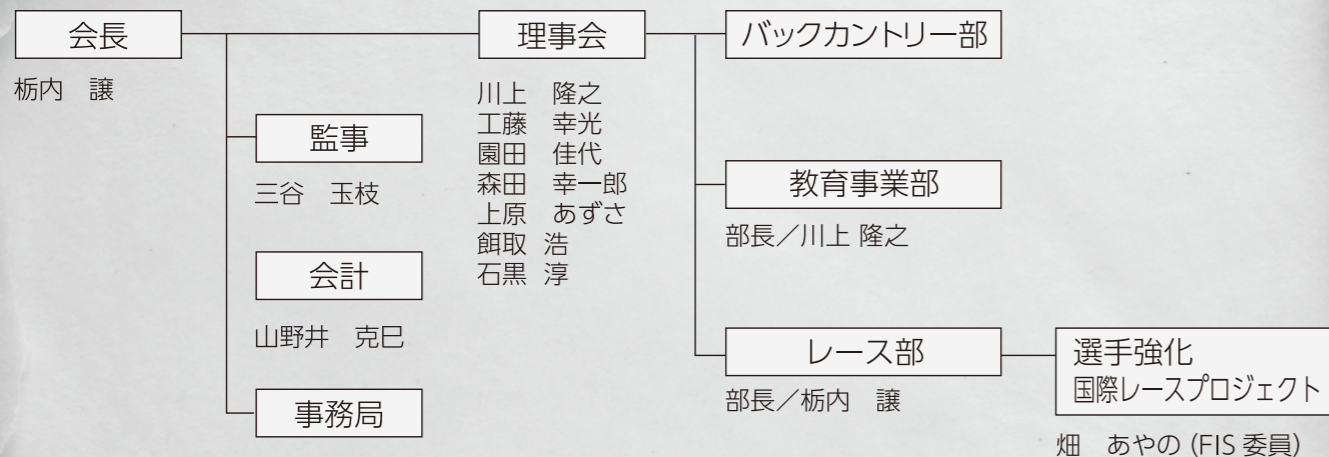 会長
栃内　譲
監事
三谷　玉枝
会計
山野井　克巳
事務局
理事会
川上　隆之
工藤　幸光
園田　佳代
森田　幸一郎
上原　あずさ
餌取　浩
石黒　淳
バックカントリー部
教育事業部
部長／川上 隆之
レース部
部長／栃内　譲
選手強化
国際レースプロジェクト
畑　あやの (FIS 委員)